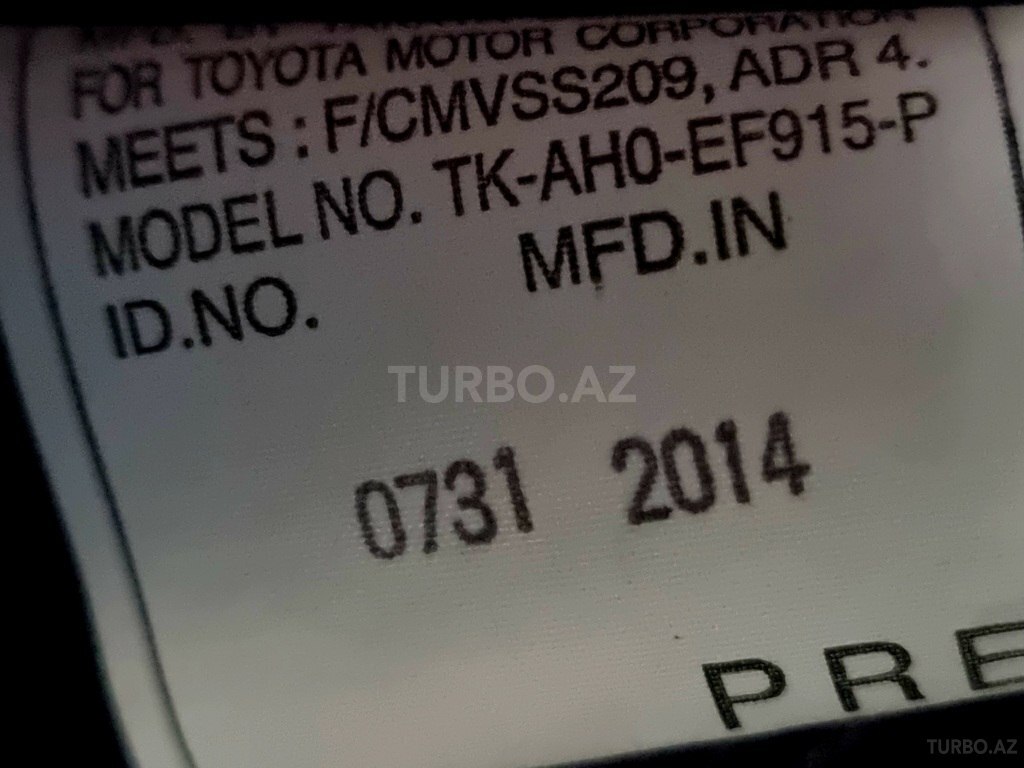 FOR TOYOTA MOTOR CORPORATION
MEETS : F/CMVSS209, ADR 4.
MODEL NO. TK-AH0-EF915-P
ID.NO. MFD.IN
TURBO.AZ
0731 2014
PRE
TURBO.AZ